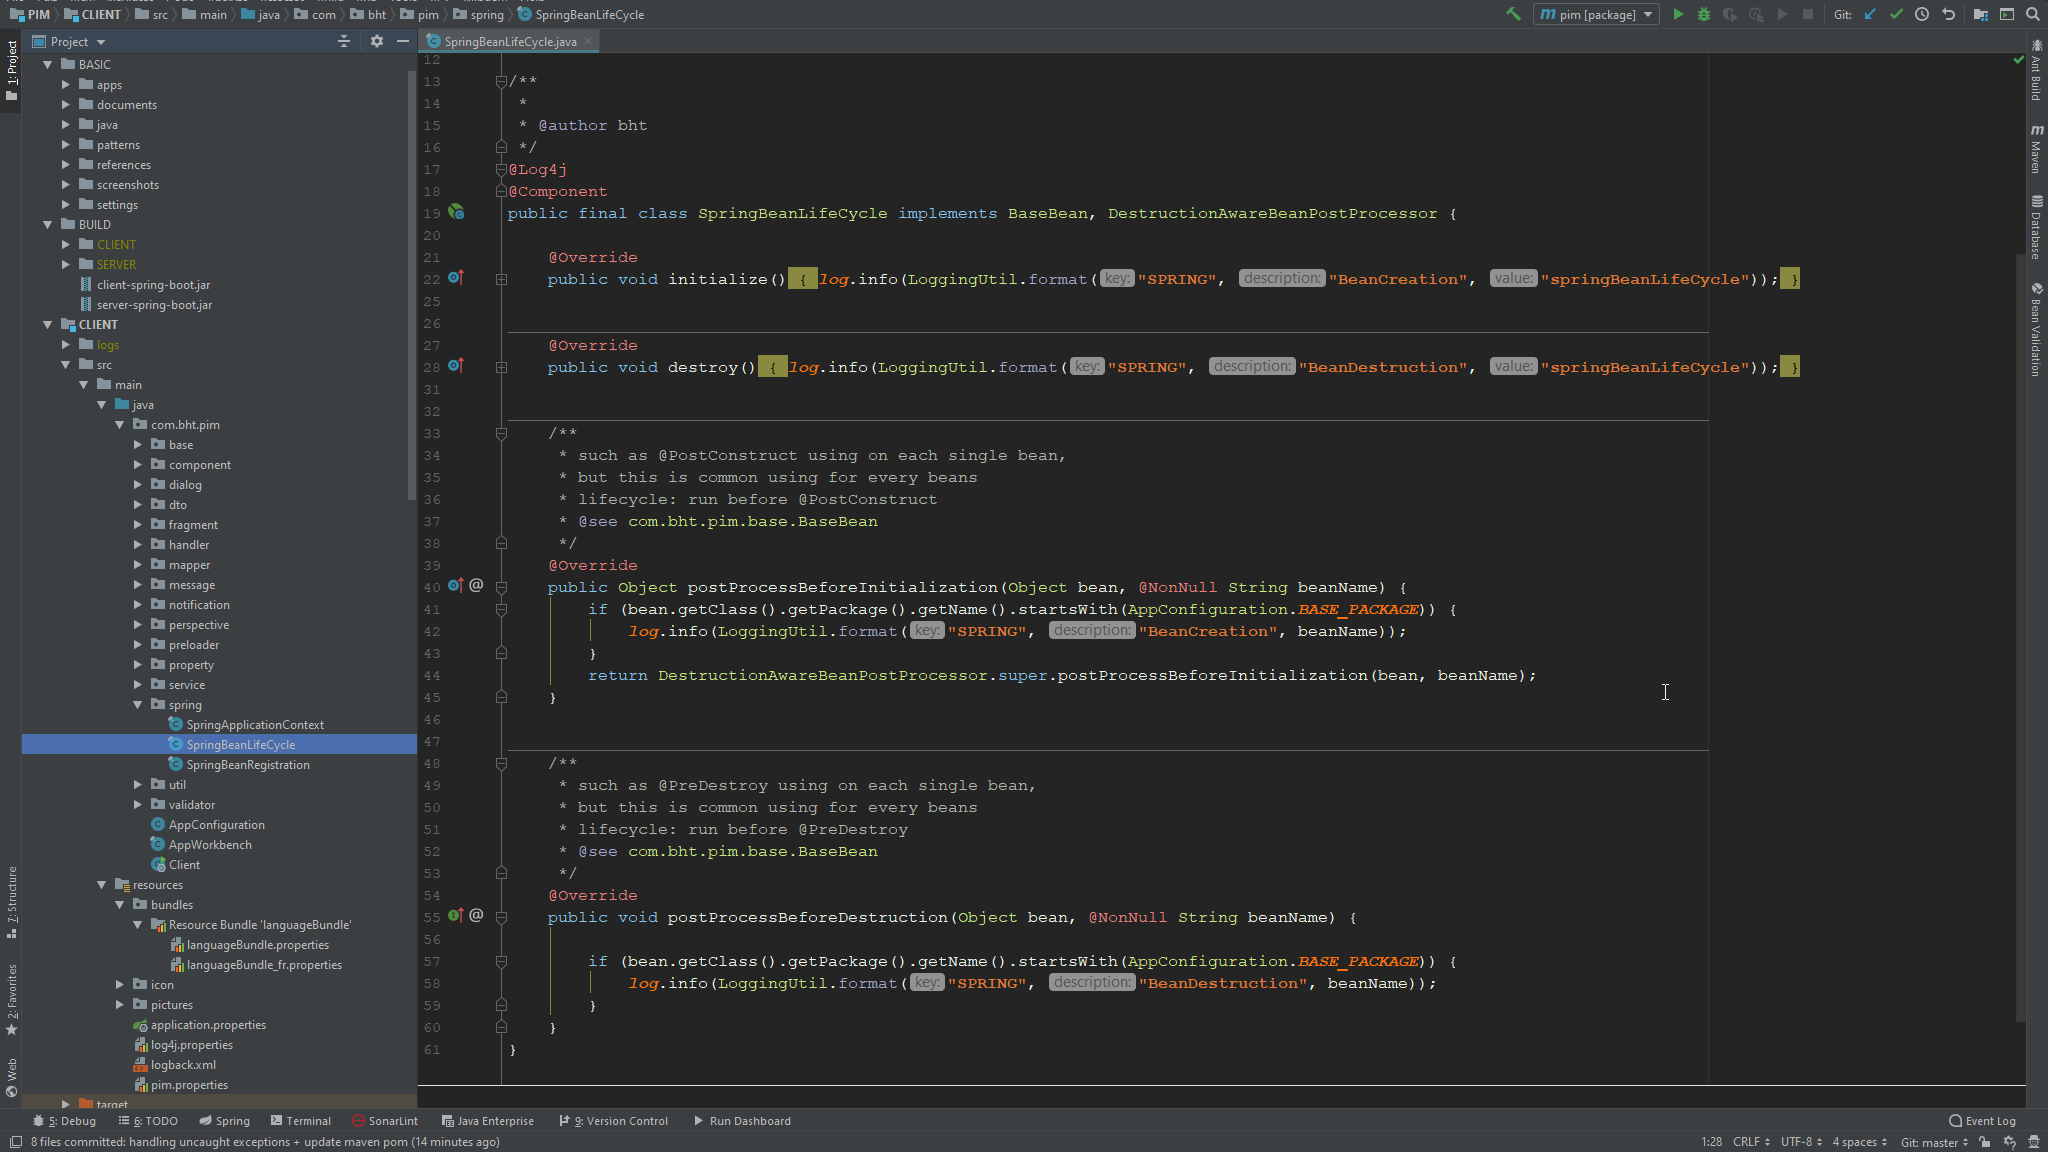 PIM CLIENT src main java com bht pim spring SpringBeanLifeCycle
pim [package] Git:
Project
SpringBeanLifeCycle.java
1: Project
7: Structure
2: Favorites
Web
BASIC
apps
documents
java
patterns
references
screenshots
settings
BUILD
CLIENT
SERVER
client-spring-boot.jar
server-spring-boot.jar
CLIENT
logs
src
main
java
com.bht.pim
base
component
dialog
dto
fragment
handler
mapper
message
notification
perspective
preloader
property
service
spring
SpringApplicationContext
SpringBeanLifeCycle
SpringBeanRegistration
util
validator
AppConfiguration
AppWorkbench
Client
resources
bundles
Resource Bundle 'languageBundle'
languageBundle.properties
languageBundle_fr.properties
icon
pictures
application.properties
log4j.properties
logback.xml
pim.properties
target
12
13 /**
14 *
15 * @author bht
16 */
17 @Log4j
18 @Component
19 public final class SpringBeanLifeCycle implements BaseBean, DestructionAwareBeanPostProcessor {
20
21 @Override
22 public void initialize() { log.info(LoggingUtil.format( key: "SPRING", description: "BeanCreation", value: "springBeanLifeCycle")); }
25
26
27 @Override
28 public void destroy() { log.info(LoggingUtil.format( key: "SPRING", description: "BeanDestruction", value: "springBeanLifeCycle")); }
31
32
33 /**
34 * such as @PostConstruct using on each single bean,
35 * but this is common using for every beans
36 * lifecycle: run before @PostConstruct
37 * @see com.bht.pim.base.BaseBean
38 */
39 @Override
40 @ public Object postProcessBeforeInitialization(Object bean, @NonNull String beanName) {
41 if (bean.getClass().getPackage().getName().startsWith(AppConfiguration.BASE_PACKAGE)) {
42 log.info(LoggingUtil.format( key: "SPRING", description: "BeanCreation", beanName));
43 }
44 return DestructionAwareBeanPostProcessor.super.postProcessBeforeInitialization(bean, beanName);
45 }
46
47
48 /**
49 * such as @PreDestroy using on each single bean,
50 * but this is common using for every beans
51 * lifecycle: run before @PreDestroy
52 * @see com.bht.pim.base.BaseBean
53 */
54 @Override
55 @ public void postProcessBeforeDestruction(Object bean, @NonNull String beanName) {
56
57 if (bean.getClass().getPackage().getName().startsWith(AppConfiguration.BASE_PACKAGE)) {
58 log.info(LoggingUtil.format( key: "SPRING", description: "BeanDestruction", beanName));
59 }
60 }
61 }
Ant Build
Maven
Database
Bean Validation
5: Debug 6: TODO Spring Terminal SonarLint Java Enterprise 9: Version Control Run Dashboard Event Log
8 files committed: handling uncaught exceptions + update maven pom (14 minutes ago) 1:28 CRLF UTF-8 4 spaces Git: master